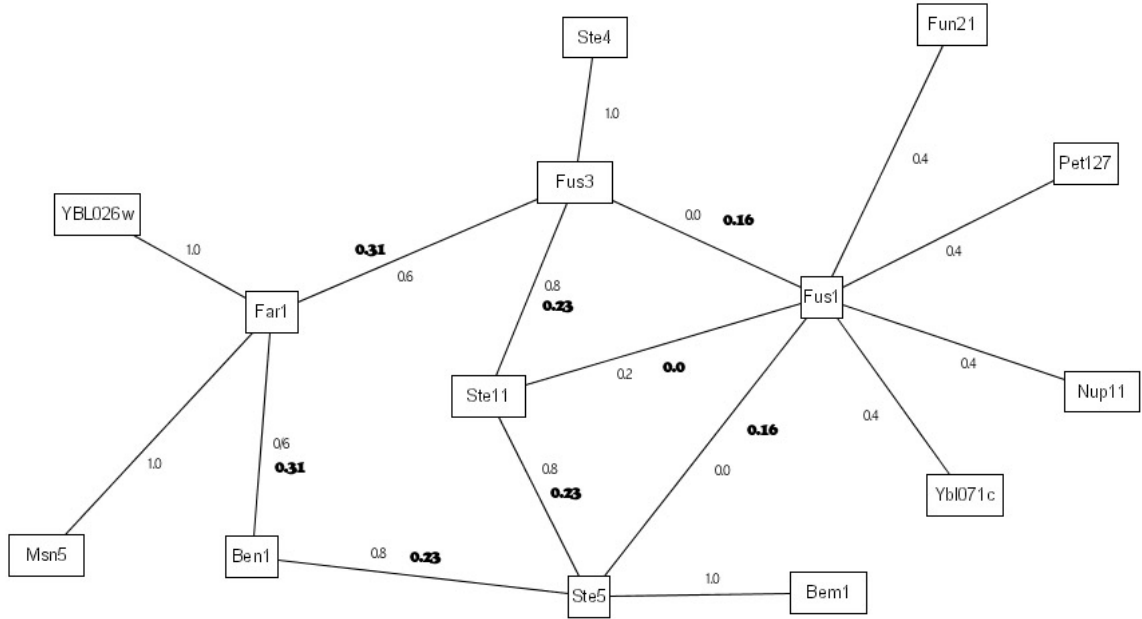 Fun21
Ste4
1.0
0.4
Pet127
Fus3
YBL026w
0.0 0.16
1.0
0.31
0.6
0.4
0.8
0.23
Fus1
Far1
0.2 0.0
0.4
Ste11
Nup11
0.4
0.16
0/6
0.31
1.0
0.8
0.23
0.0
Ybl071c
Msn5
Ben1
0.8 0.23
1.0
Ste5
Bem1